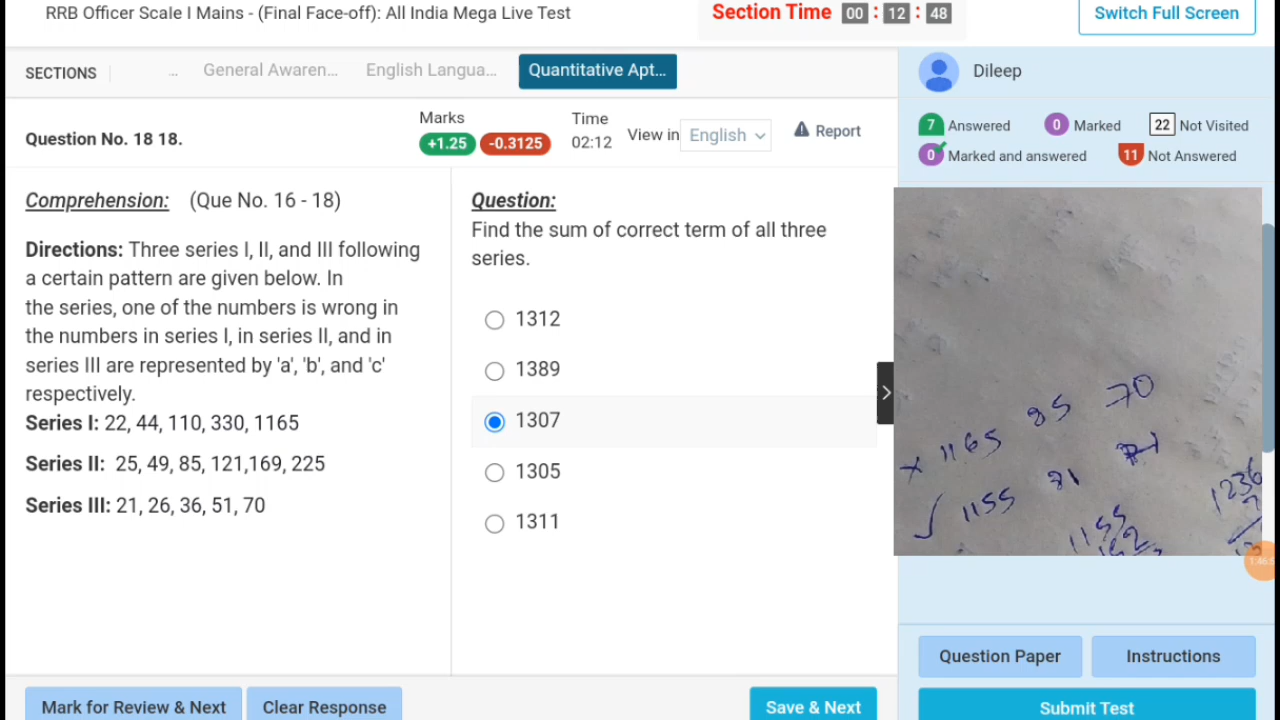 RRB Officer Scale I Mains - (Final Face-off): All India Mega Live Test
Section Time 00 : 12 : 48
Switch Full Screen
SECTIONS
... General Awaren... English Langua... Quantitative Apt...
Dileep
Question No. 18 18.
Marks
+1.25 -0.3125
Time
02:12
View in English
Report
7 Answered 0 Marked 22 Not Visited
0 Marked and answered 11 Not Answered
Comprehension: (Que No. 16 - 18)
Directions: Three series I, II, and III following
a certain pattern are given below. In
the series, one of the numbers is wrong in
the numbers in series I, in series II, and in
series III are represented by 'a', 'b', and 'c'
respectively.
Series I: 22, 44, 110, 330, 1165
Series II: 25, 49, 85, 121,169, 225
Series III: 21, 26, 36, 51, 70
Question:
Find the sum of correct term of all three
series.
1312
1389
1307
1305
1311
x 1165 85 70
✓ 1155 81
1155
1236
Question Paper Instructions
Mark for Review & Next Clear Response Save & Next Submit Test